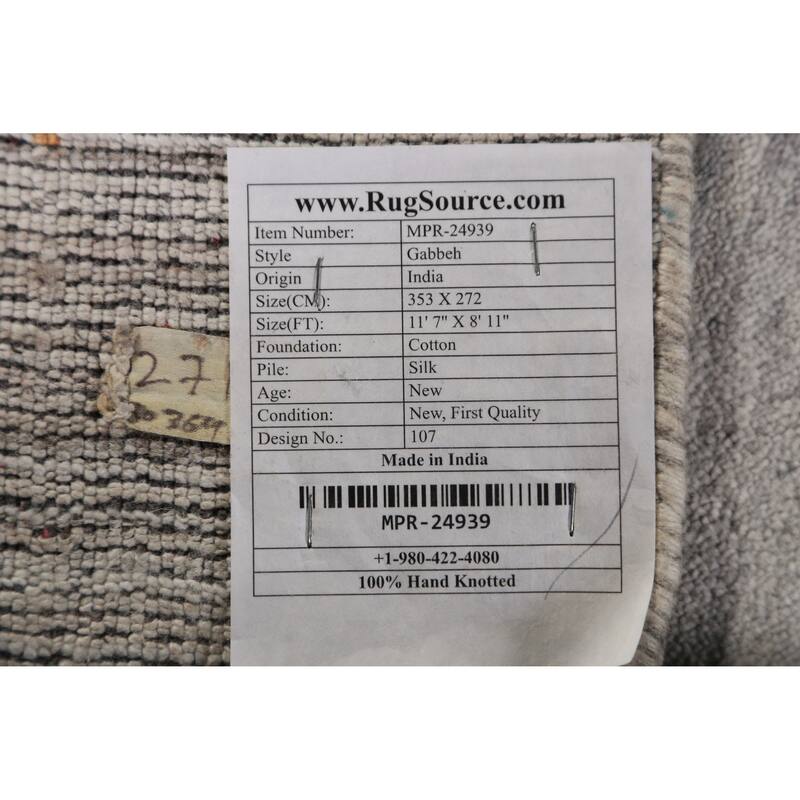 www.RugSource.com
Item Number: MPR-24939
Style Gabbeh
Origin India
Size(CM): 353 X 272
Size(FT): 11' 7" X 8' 11"
Foundation: Cotton
Pile: Silk
Age: New
Condition: New, First Quality
Design No.: 107
Made in India
MPR-24939
+1-980-422-4080
100% Hand Knotted
27